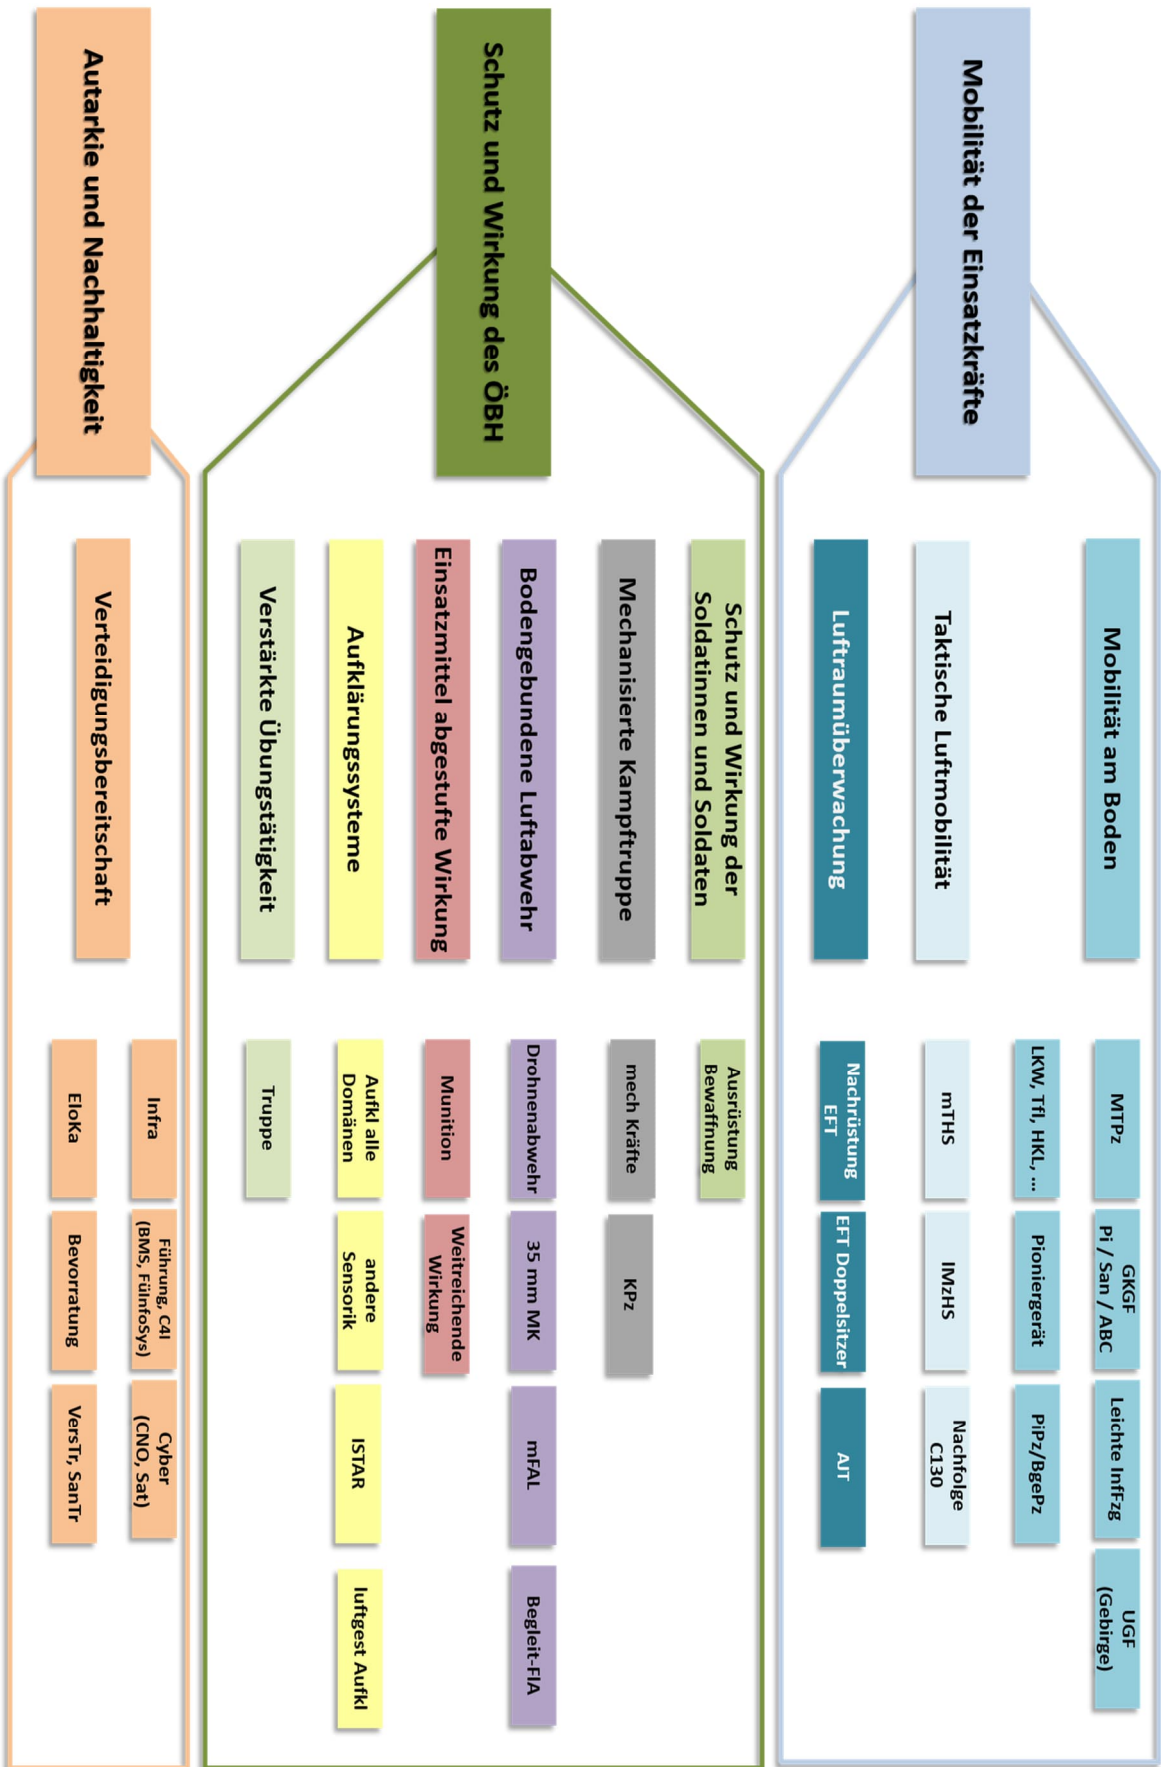 Mobilität der Einsatzkräfte
Mobilität am Boden
MTPz
GKGF
Pi / San / ABC
Leichte InfFzg
UGF
(Gebirge)
LKW, Tfl, HKL, ...
Pioniergerät
PiPz/BgePz
Taktische Luftmobilität
mTHS
lMzHS
Nachfolge
C130
Luftraumüberwachung
Nachrüstung
EFT
EFT Doppelsitzer
AJT
Schutz und Wirkung des ÖBH
Schutz und Wirkung der
Soldatinnen und Soldaten
Ausrüstung
Bewaffnung
Mechanisierte Kampftruppe
mech Kräfte
KPz
Bodengebundene Luftabwehr
Drohnenabwehr
35 mm MK
mFAL
Begleit-FlA
Einsatzmittel abgestufte Wirkung
Munition
Weitreichende
Wirkung
Aufklärungssysteme
Aufkl alle
Domänen
andere
Sensorik
ISTAR
luftgest Aufkl
Verstärkte Übungstätigkeit
Truppe
Autarkie und Nachhaltigkeit
Verteidigungsbereitschaft
Infra
Führung, C4I
(BMS, FüInfoSys)
Cyber
(CNO, Sat)
EloKa
Bevorratung
VersTr, SanTr